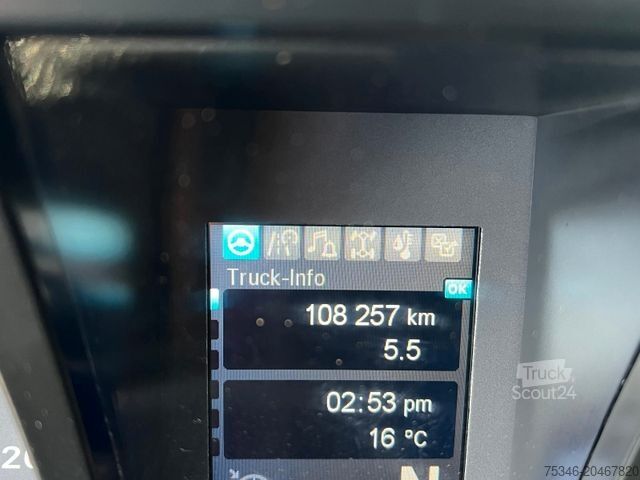 Truck-Info
OK
108 257 km
5.5
02:53 pm
16 °C
N
Truck
Scout24
75346-20467820